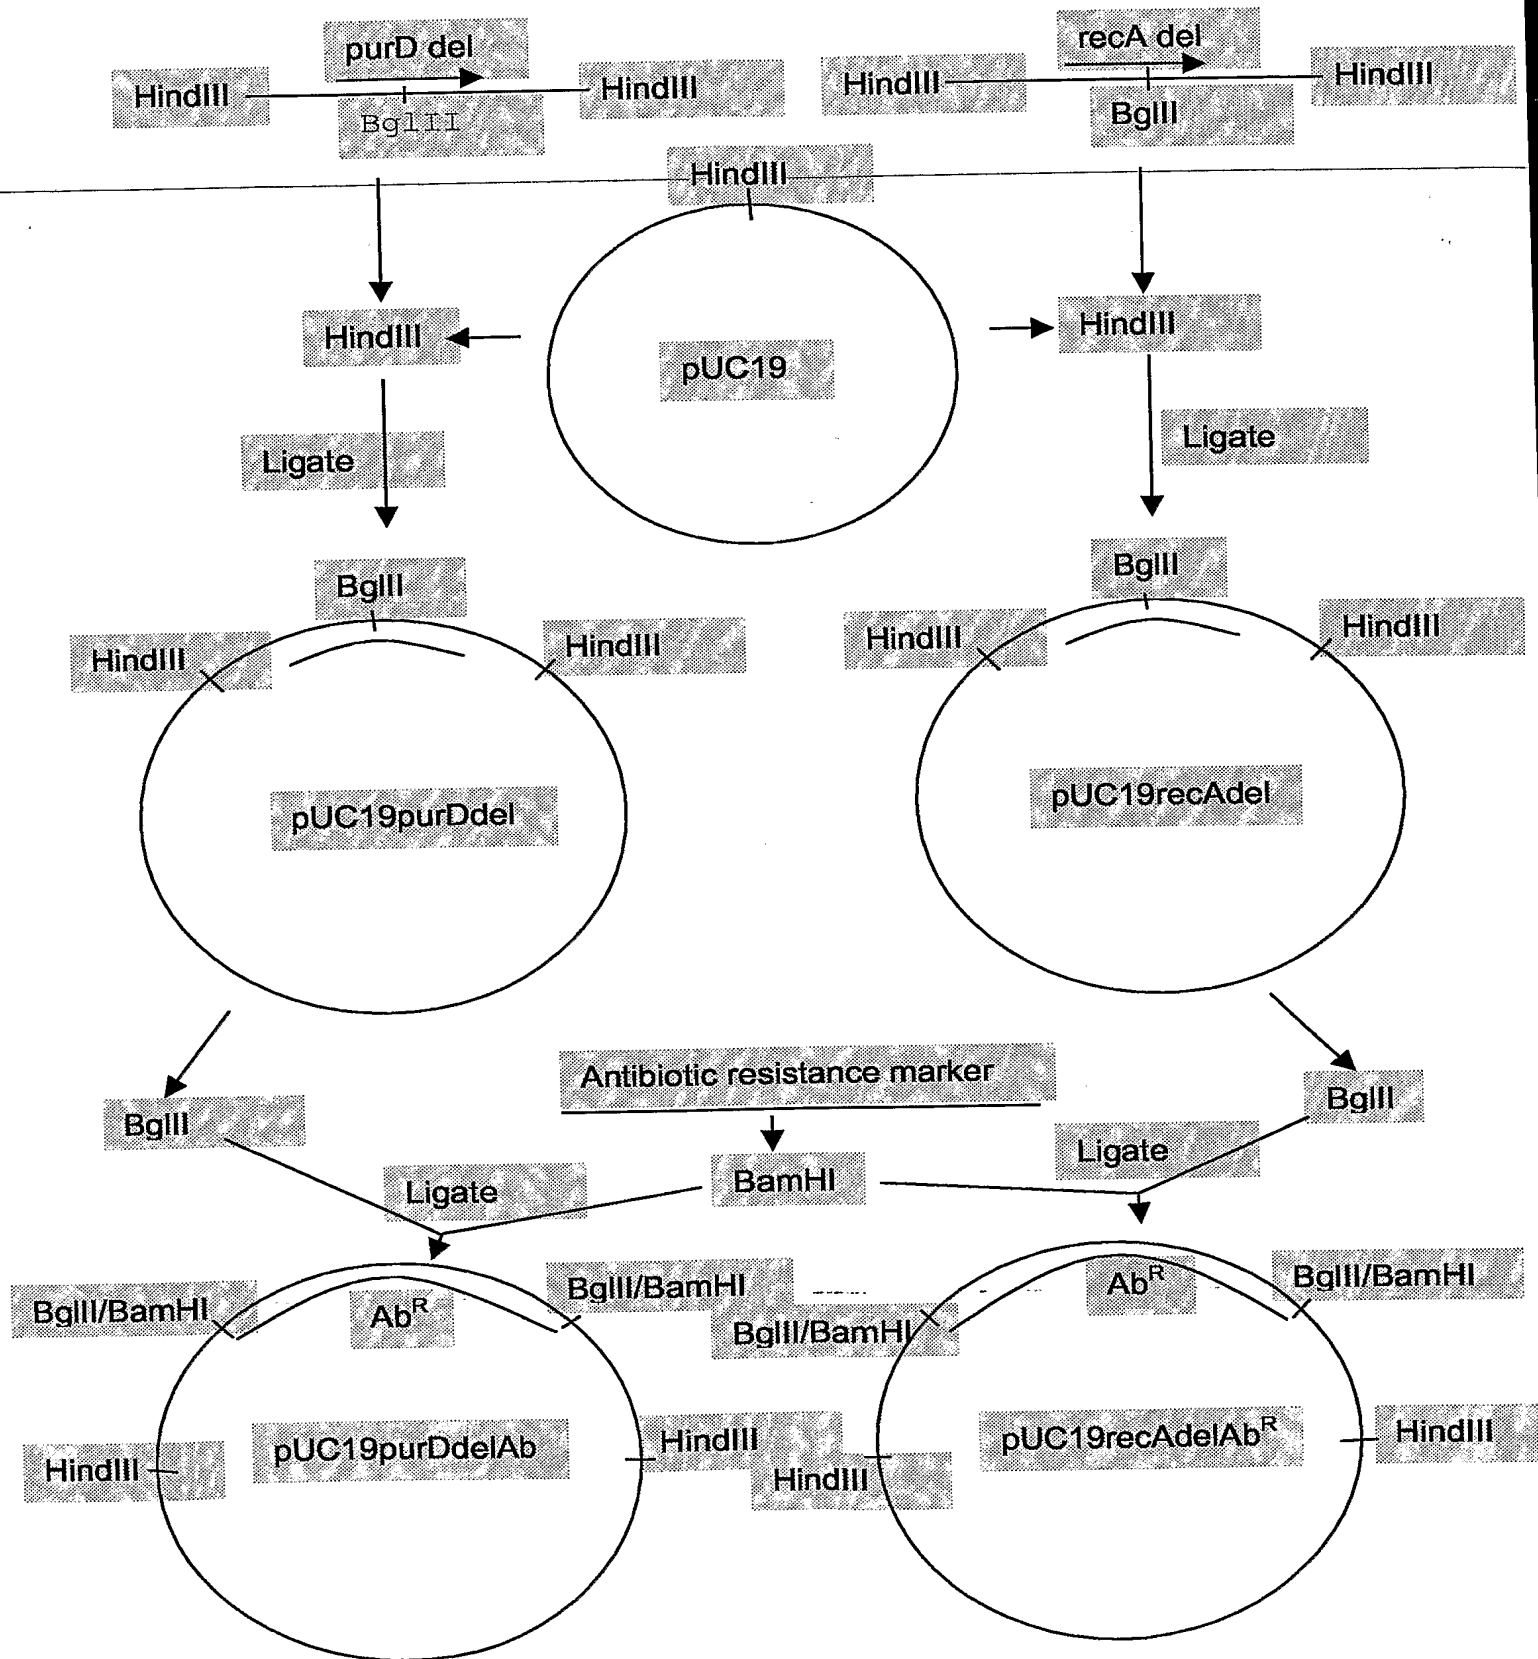 purD del
recA del
HindIII
HindIII
HindIII
HindIII
BglII
BglII
HindIII
HindIII
HindIII
pUC19
Ligate
Ligate
BglII
BglII
HindIII
HindIII
HindIII
HindIII
pUC19purDdel
pUC19recAdel
Antibiotic resistance marker
BglII
BglII
Ligate
BamHI
Ligate
BglII/BamHI
Ab^R
BglII/BamHI
BglII/BamHI
Ab^R
BglII/BamHI
HindIII
pUC19purDdelAb
HindIII
HindIII
pUC19recAdelAb^R
HindIII